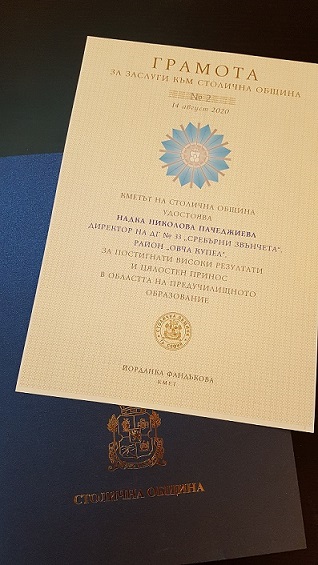 ГРАМОТА
ЗА ЗАСЛУГИ КЪМ СТОЛИЧНА ОБЩИНА
№ 2
14 август 2020
КМЕТЪТ НА СТОЛИЧНА ОБЩИНА
УДОСТОЯВА
НАДКА НИКОЛОВА ПАЧЕДЖИЕВА
ДИРЕКТОР НА ДГ № 33 „СРЕБЪРНИ ЗВЪНЧЕТА“,
РАЙОН „ОВЧА КУПЕЛ“,
ЗА ПОСТИГНАТИ ВИСОКИ РЕЗУЛТАТИ
И ЦЯЛОСТЕН ПРИНОС
В ОБЛАСТТА НА ПРЕДУЧИЛИЩНОТО
ОБРАЗОВАНИЕ
ЙОРДАНКА ФАНДЪКОВА
КМЕТ
СТОЛИЧНА ОБЩИНА